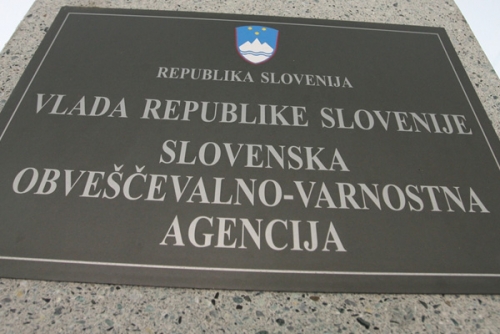 REPUBLIKA SLOVENIJA
VLADA REPUBLIKE SLOVENIJE
SLOVENSKA
OBVEŠČEVALNO-VARNOSTNA
AGENCIJA